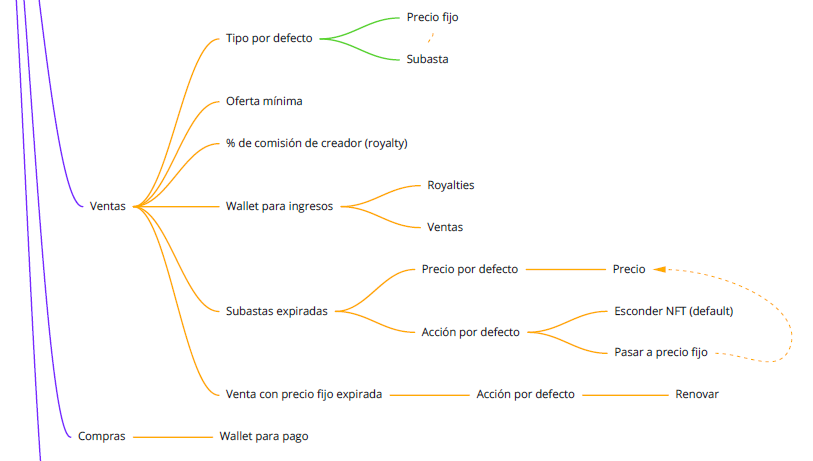 Precio fijo
Tipo por defecto
Subasta
Oferta mínima
% de comisión de creador (royalty)
Royalties
Ventas
Wallet para ingresos
Ventas
Precio por defecto
Precio
Subastas expiradas
Esconder NFT (default)
Acción por defecto
Pasar a precio fijo
Venta con precio fijo expirada
Acción por defecto
Renovar
Compras
Wallet para pago